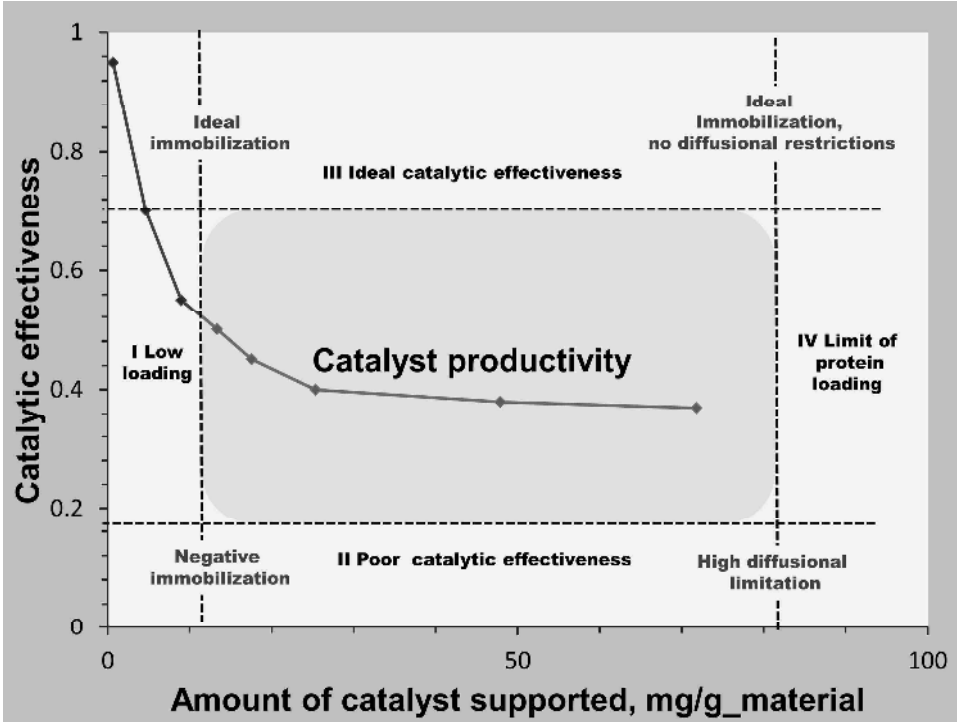 1
0.8
0.6
0.4
0.2
0
0
50
100
Catalytic effectiveness
Amount of catalyst supported, mg/g_material
Ideal
immobilization
Ideal
Immobilization,
no diffusional restrictions
III Ideal catalytic effectiveness
I Low
loading
Catalyst productivity
IV Limit of
protein
loading
Negative
immobilization
II Poor catalytic effectiveness
High diffusional
limitation